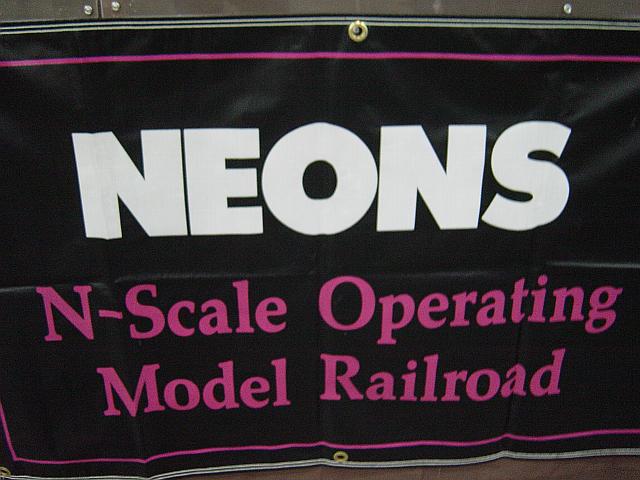 NEONS
N-Scale Operating
Model Railroad